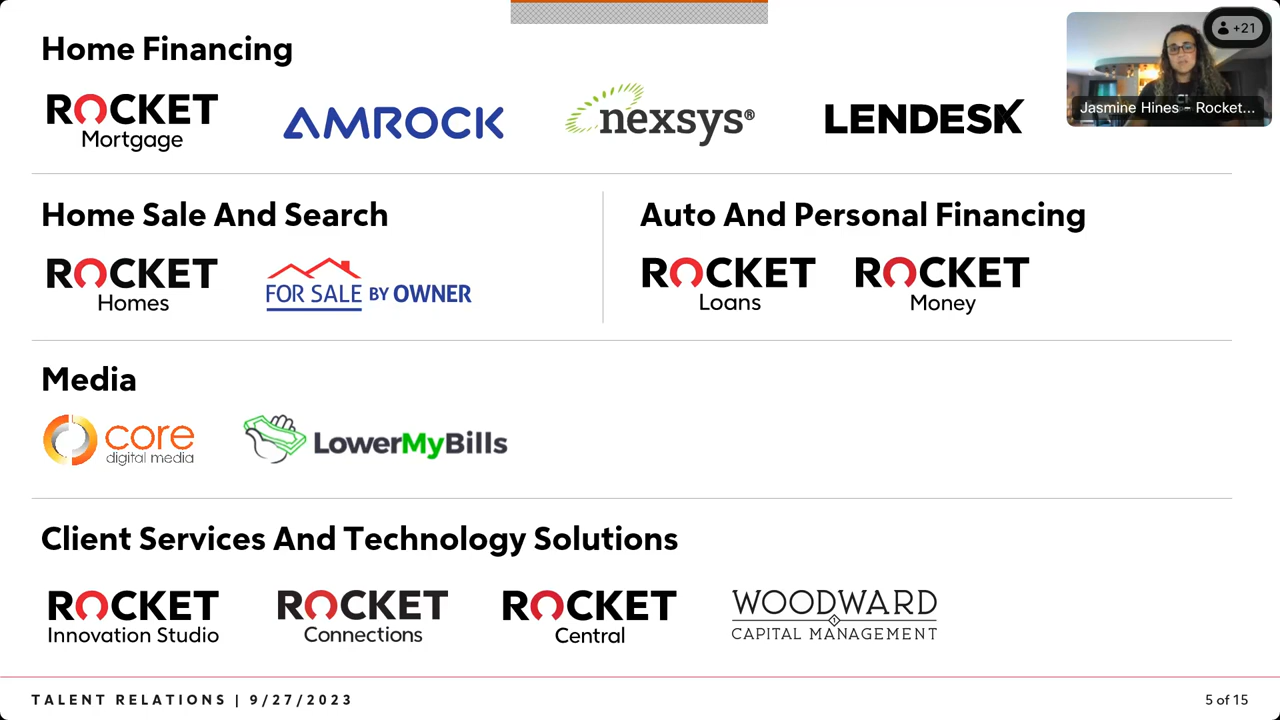 Home Financing
+21
Jasmine Hines - Rocket...
ROCKET
Mortgage
AMROCK
nexsys®
LENDESK
Home Sale And Search
Auto And Personal Financing
ROCKET
Homes
FOR SALE BY OWNER
ROCKET
Loans
ROCKET
Money
Media
core
digital media
LowerMyBills
Client Services And Technology Solutions
ROCKET
Innovation Studio
ROCKET
Connections
ROCKET
Central
WOODWARD
CAPITAL MANAGEMENT
TALENT RELATIONS | 9/27/2023
5 of 15